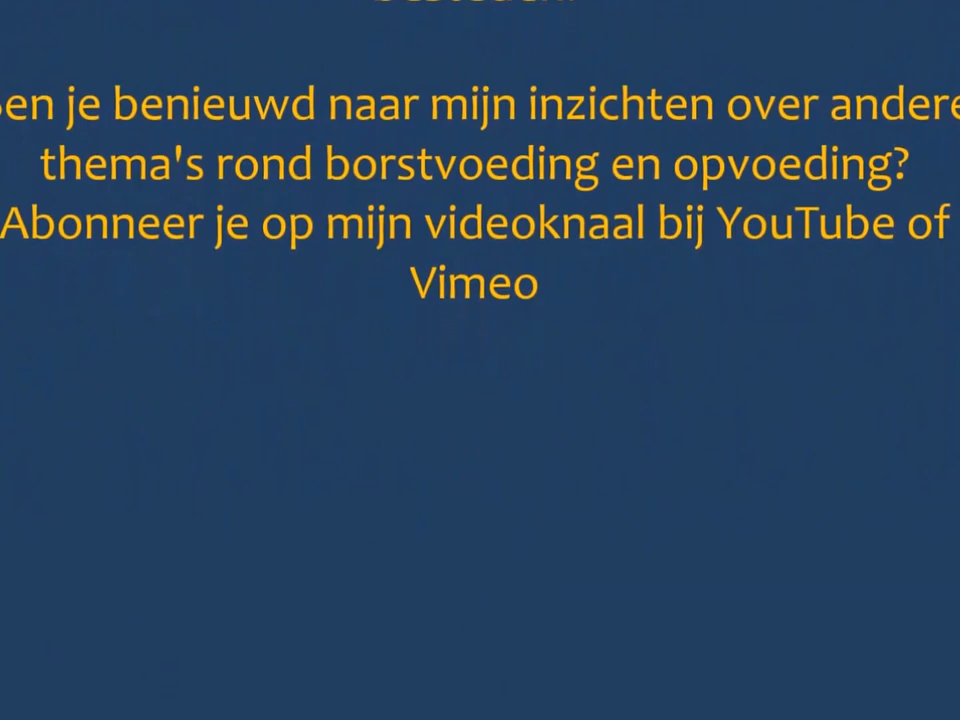 Ben je benieuwd naar mijn inzichten over andere
thema's rond borstvoeding en opvoeding?
Abonneer je op mijn videoknaal bij YouTube of
Vimeo